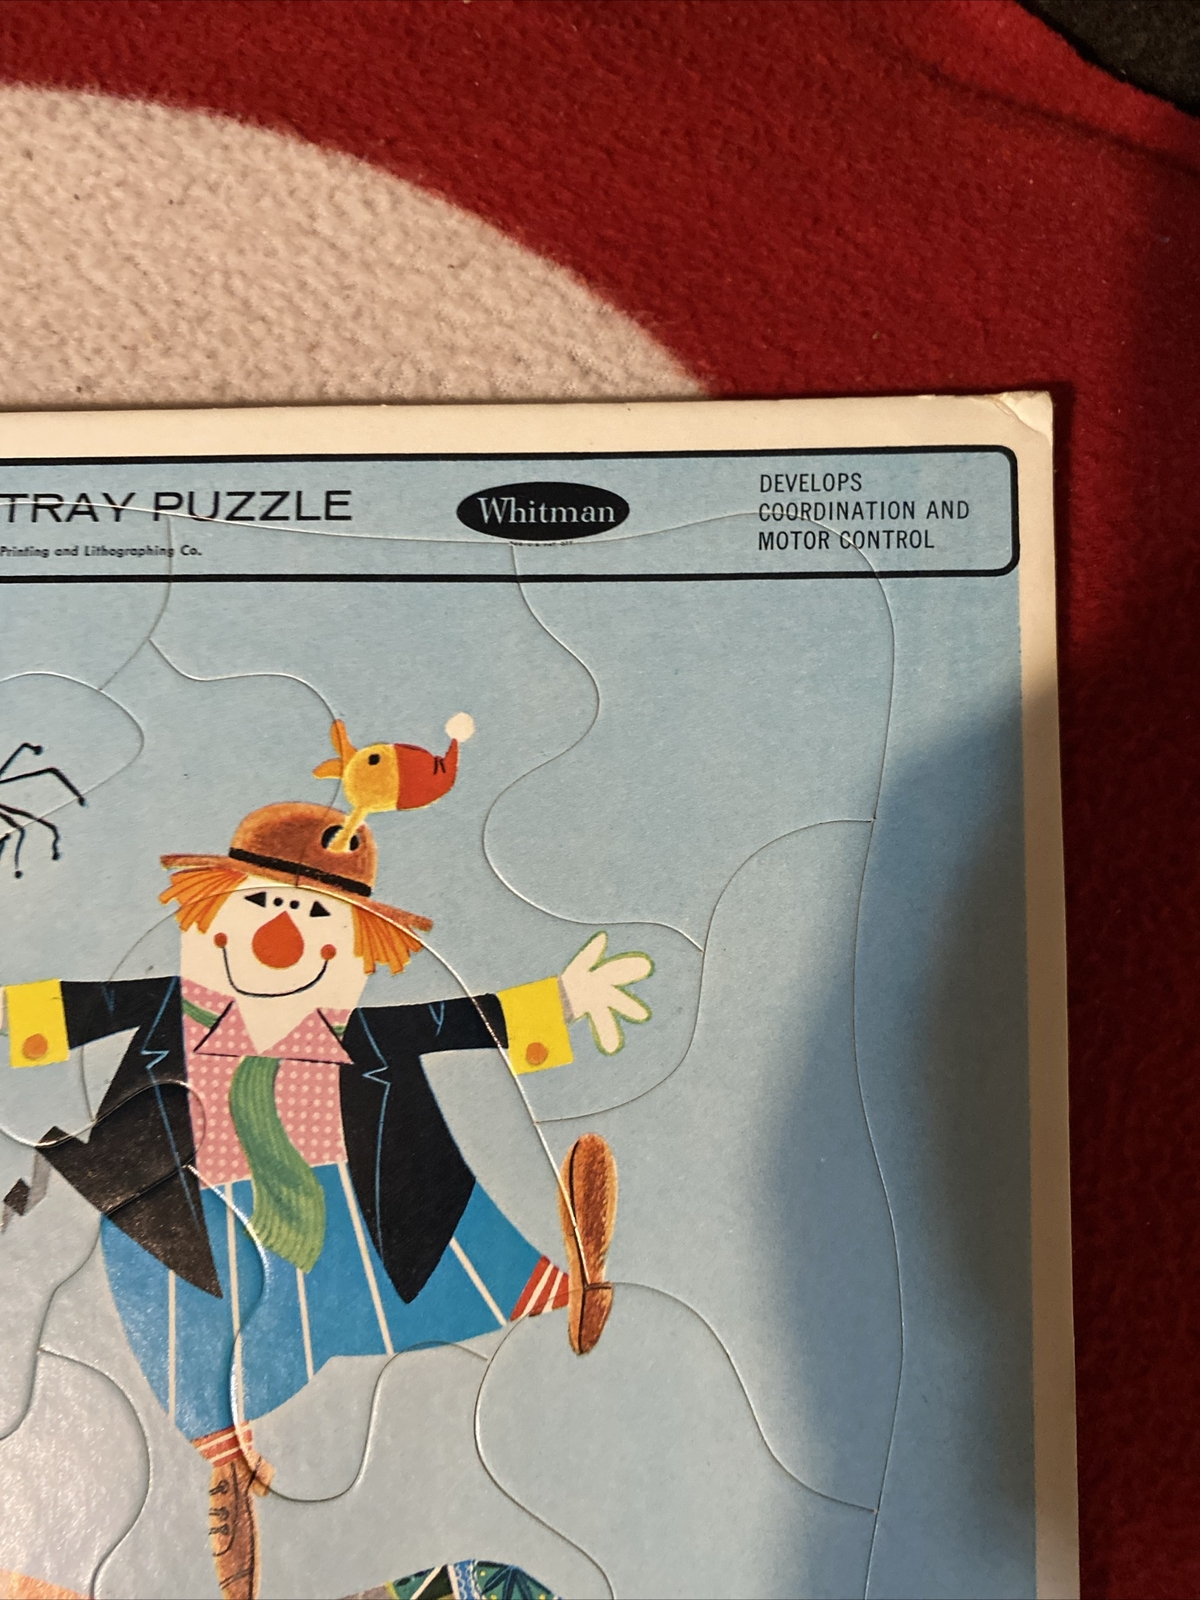 TRAY PUZZLE
Printing and Lithographing Co.
Whitman
DEVELOPS
COORDINATION AND
MOTOR CONTROL